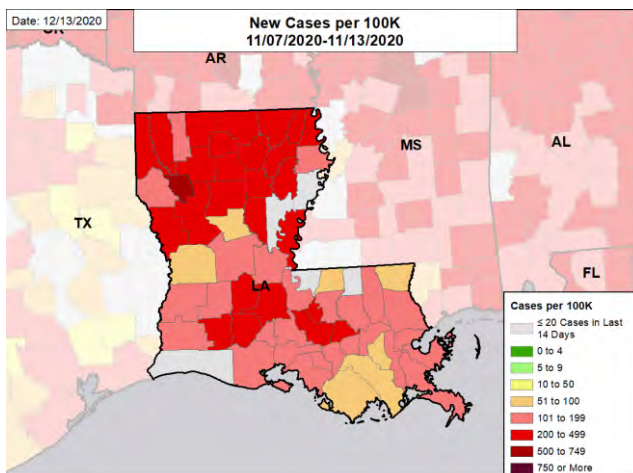 Date: 12/13/2020
New Cases per 100K
11/07/2020-11/13/2020
AR
MS
AL
TX
LA
FL
Cases per 100K
≤ 20 Cases in Last
14 Days
0 to 4
5 to 9
10 to 50
51 to 100
101 to 199
200 to 499
500 to 749
750 or More